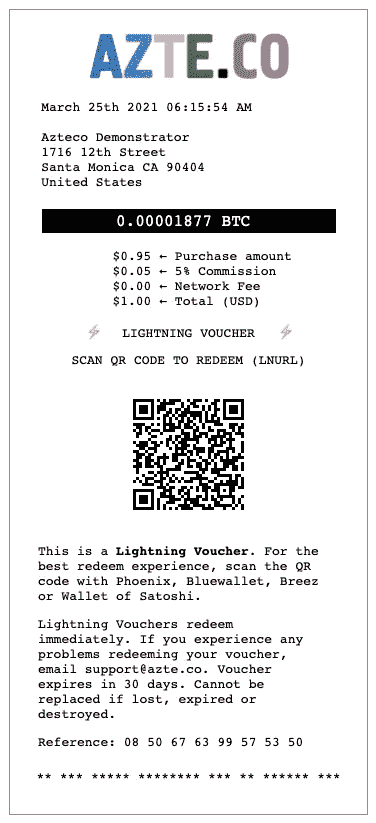 AZTE.CO
March 25th 2021 06:15:54 AM
Azteco Demonstrator
1716 12th Street
Santa Monica CA 90404
United States
0.00001877 BTC
$0.95 ← Purchase amount
$0.05 ← 5% Commission
$0.00 ← Network Fee
$1.00 ← Total (USD)
⚡ LIGHTNING VOUCHER ⚡
SCAN QR CODE TO REDEEM (LNURL)
This is a Lightning Voucher. For the
best redeem experience, scan the QR
code with Phoenix, Bluewallet, Breez
or Wallet of Satoshi.
Lightning Vouchers redeem
immediately. If you experience any
problems redeeming your voucher,
email support@azte.co. Voucher
expires in 30 days. Cannot be
replaced if lost, expired or
destroyed.
Reference: 08 50 67 63 99 57 53 50
** *** ***** ******** *** ** ****** ***